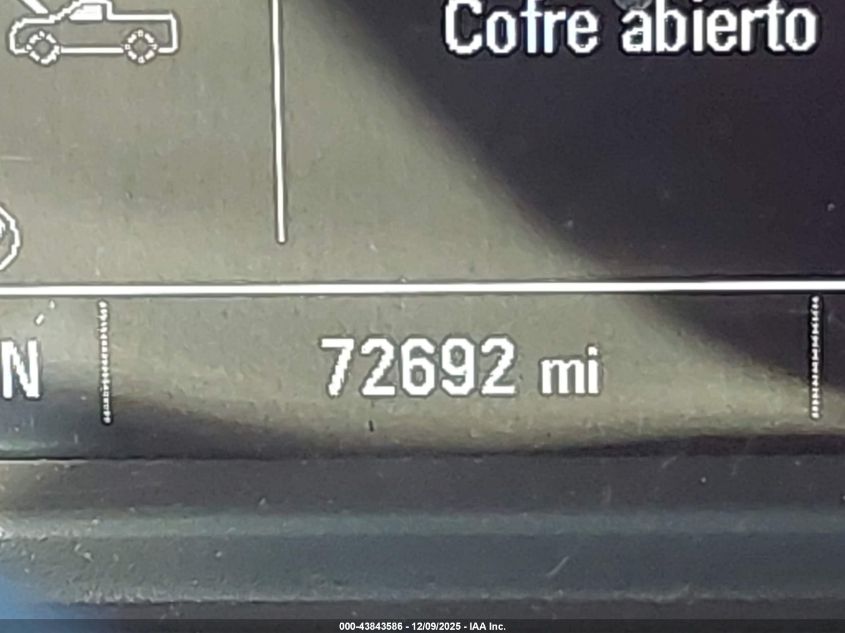 Cofre abierto
N
72692 mi
000-43843586 - 12/09/2025 - IAA Inc.